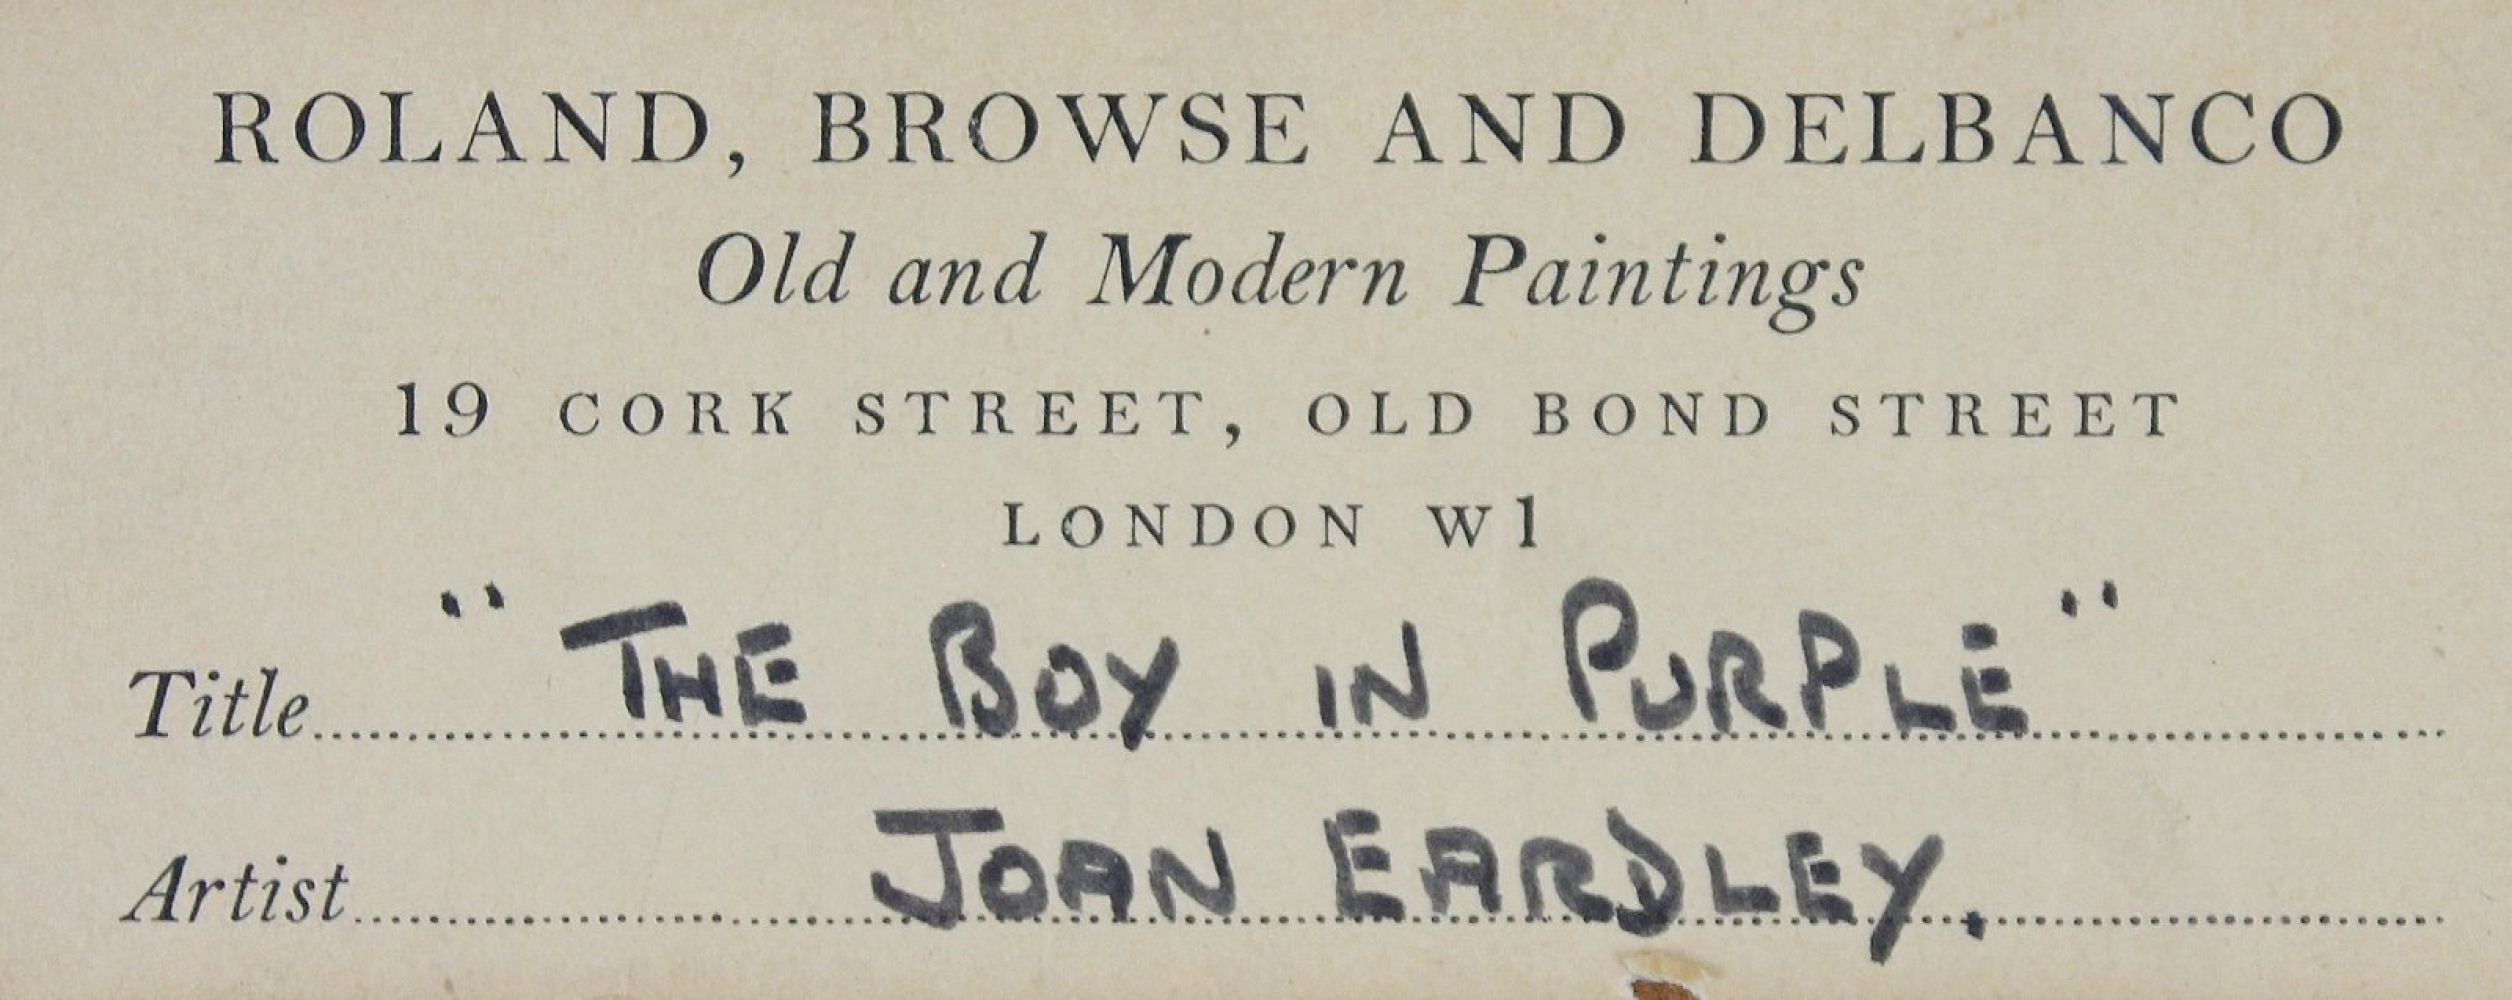 ROLAND, BROWSE AND DELBANCO
Old and Modern Paintings
19 CORK STREET, OLD BOND STREET
LONDON W1
Title "THE BOY IN PURPLE"
Artist JOAN EARDLEY.